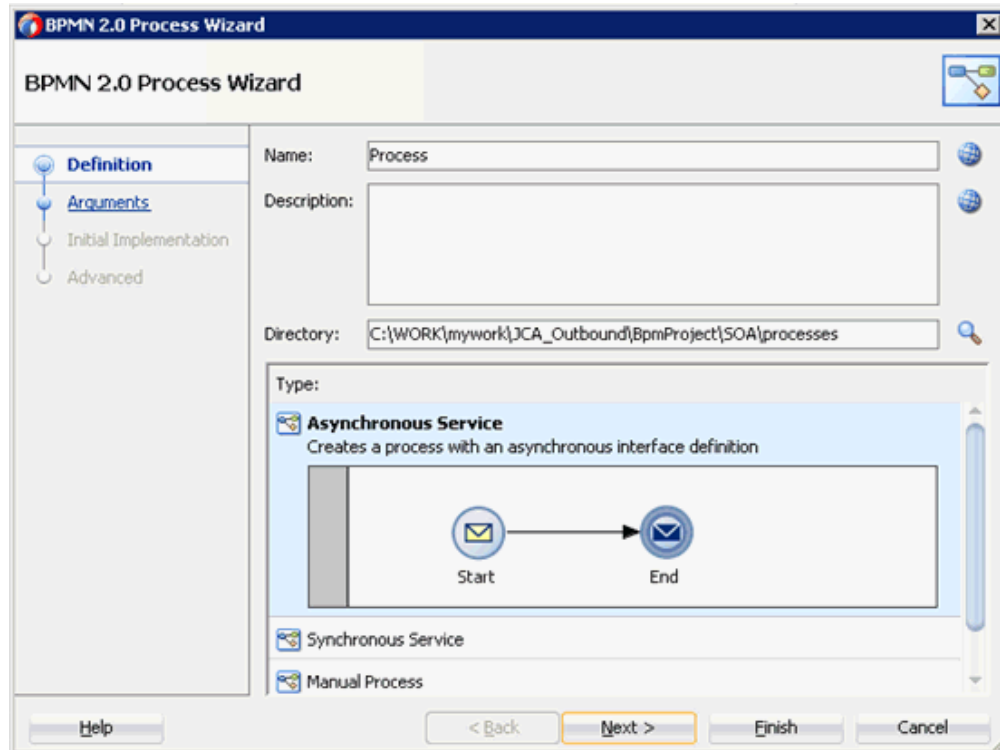 BPMN 2.0 Process Wizard
BPMN 2.0 Process Wizard
Definition
Arguments
Initial Implementation
Advanced
Name: Process
Description:
Directory: C:\WORK\mywork\JCA_Outbound\BpmProject\SOA\processes
Type:
Asynchronous Service
Creates a process with an asynchronous interface definition
Start End
Synchronous Service
Manual Process
Help < Back Next > Finish Cancel